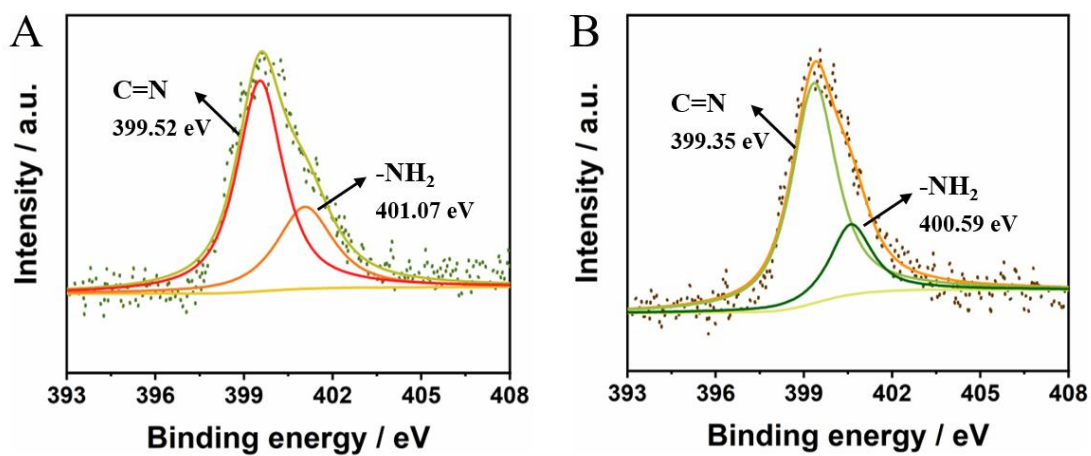 A
C=N
399.52 eV
-NH₂
401.07 eV
Intensity / a.u.
393 396 399 402 405 408
Binding energy / eV
B
C=N
399.35 eV
-NH₂
400.59 eV
Intensity / a.u.
393 396 399 402 405 408
Binding energy / eV